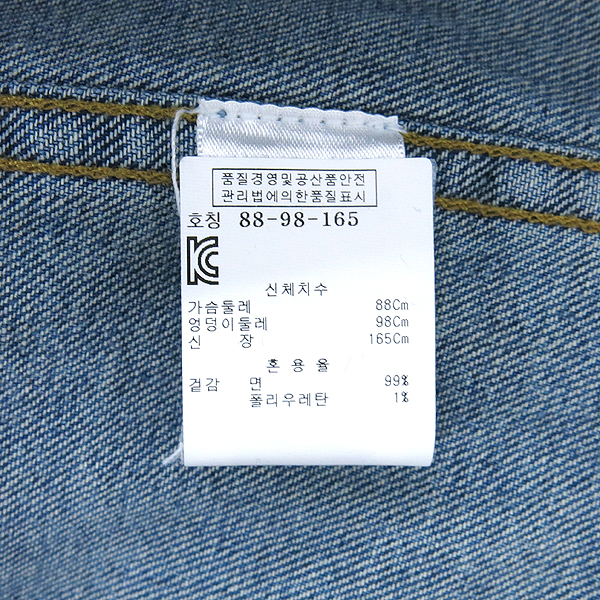 품질경영및공산품안전
관리법에의한품질표시
호칭 88-98-165
신체치수
가슴둘레 88Cm
엉덩이둘레 98Cm
신 장 165Cm
혼 용 율
겉감 면 99%
폴리우레탄 1%